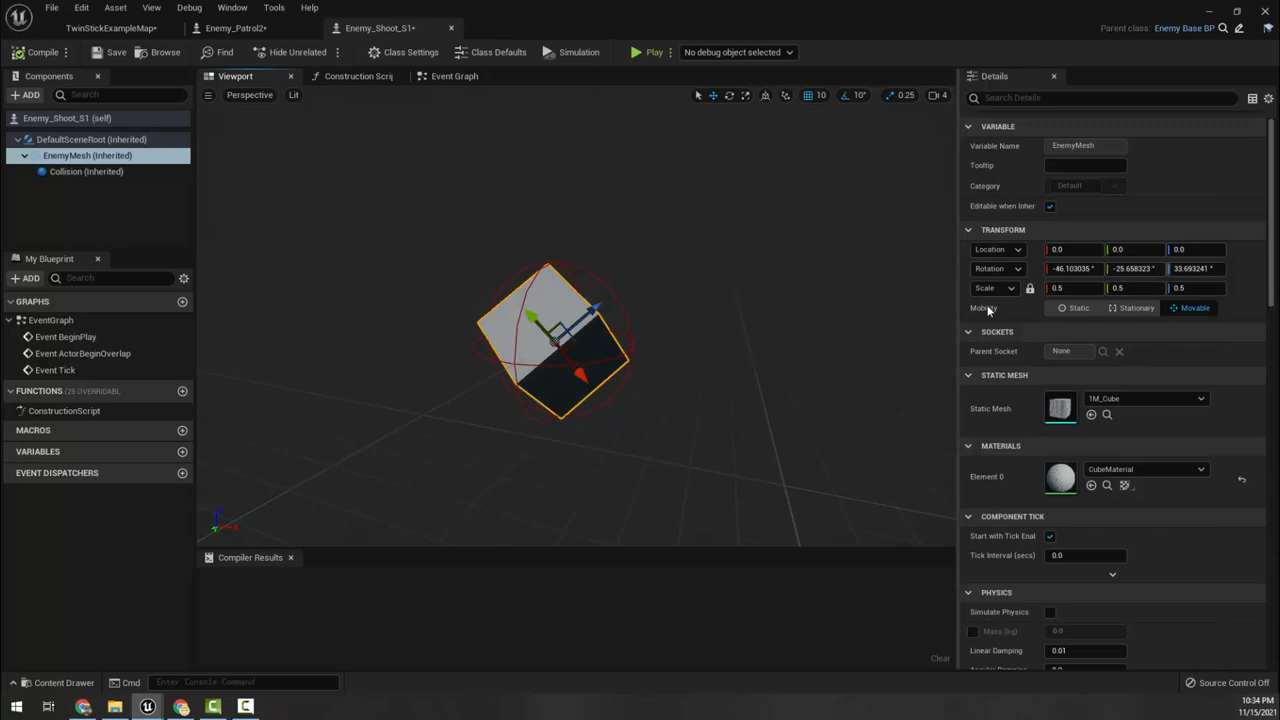 File Edit Asset View Debug Window Tools Help
TwinStickExampleMap* Enemy_Patrol2* Enemy_Shoot_S1* Parent class: Enemy Base BP
Compile Save Browse Find Hide Unrelated Class Settings Class Defaults Simulation Play No debug object selected
Components Viewport Construction Scrip Event Graph Details
ADD Search Perspective Lit 10 10° 0.25 4 Search Details
Enemy_Shoot_S1 (self)
DefaultSceneRoot (Inherited)
EnemyMesh (Inherited)
Collision (Inherited)
My Blueprint
ADD Search
GRAPHS
EventGraph
Event BeginPlay
Event ActorBeginOverlap
Event Tick
FUNCTIONS (25 OVERRIDABL
ConstructionScript
MACROS
VARIABLES
EVENT DISPATCHERS
Compiler Results
Clear
VARIABLE
Variable Name EnemyMesh
Tooltip
Category Default
Editable when Inher
TRANSFORM
Location 0.0 0.0 0.0
Rotation -46.103035 ° -25.658323 ° 33.693241 °
Scale 0.5 0.5 0.5
Mobility Static Stationary Movable
SOCKETS
Parent Socket None
STATIC MESH
Static Mesh 1M_Cube
MATERIALS
Element 0 CubeMaterial
COMPONENT TICK
Start with Tick Enal
Tick Interval (secs) 0.0
PHYSICS
Simulate Physics
Mass (kg) 0.0
Linear Damping 0.01
Content Drawer Cmd Enter Console Command Source Control Off
10:34 PM
11/15/2021